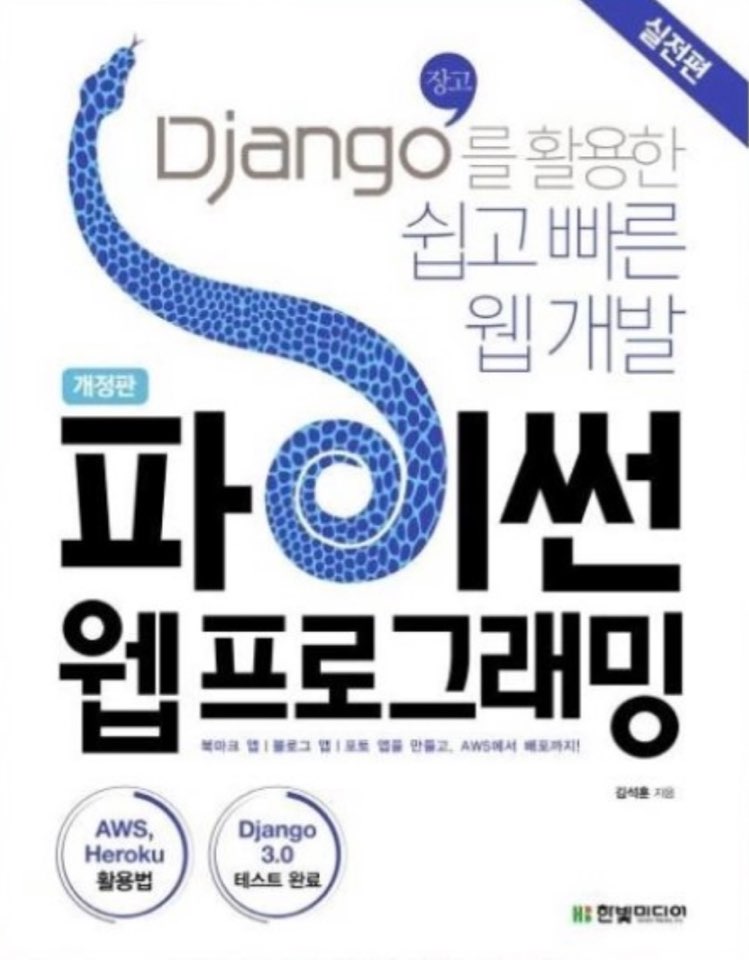 실전편
장고
Django를 활용한
쉽고 빠른
웹 개발
개정판
파이썬
웹 프로그래밍
북마크 앱 | 블로그 앱 | 포토 앱을 만들고, AWS에서 배포까지!
김석훈 지음
AWS,
Heroku
활용법
Django
3.0
테스트 완료
HB 한빛미디어